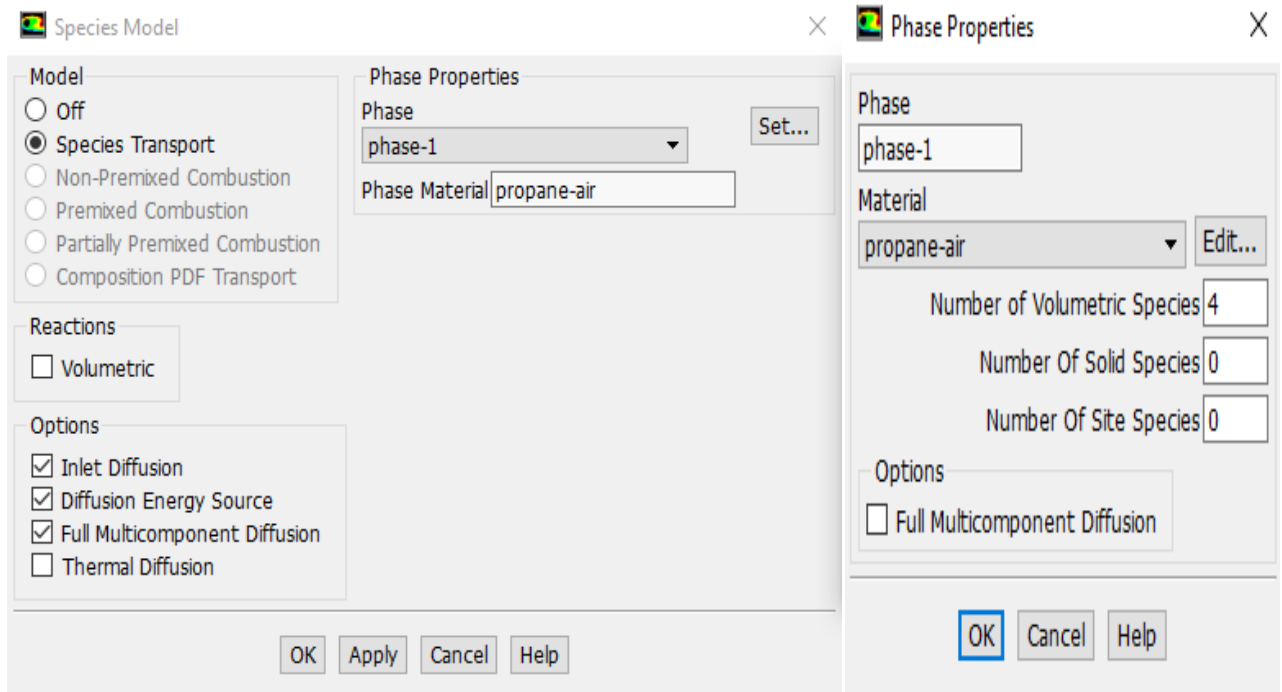 Species Model
Model
Off
Species Transport
Non-Premixed Combustion
Premixed Combustion
Partially Premixed Combustion
Composition PDF Transport
Reactions
Volumetric
Options
Inlet Diffusion
Diffusion Energy Source
Full Multicomponent Diffusion
Thermal Diffusion
Phase Properties
Phase
phase-1
Set...
Phase Material propane-air
OK Apply Cancel Help
Phase Properties
Phase
phase-1
Material
propane-air Edit...
Number of Volumetric Species 4
Number Of Solid Species 0
Number Of Site Species 0
Options
Full Multicomponent Diffusion
OK Cancel Help